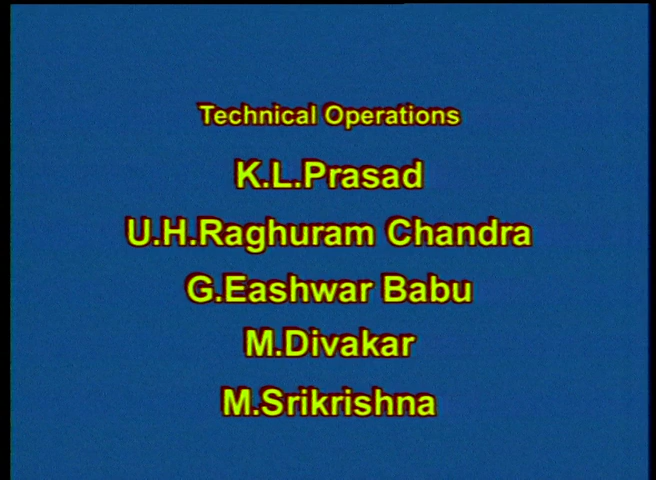 Technical Operations
K.L.Prasad
U.H.Raghuram Chandra
G.Eashwar Babu
M.Divakar
M.Srikrishna